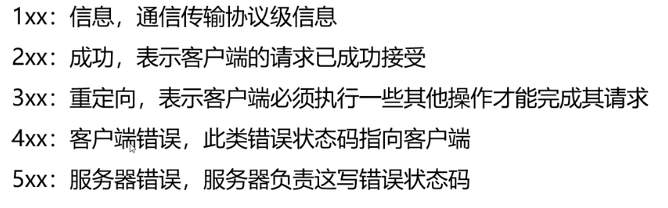 1xx：信息，通信传输协议级信息
2xx：成功，表示客户端的请求已成功接受
3xx：重定向，表示客户端必须执行一些其他操作才能完成其请求
4xx：客户端错误，此类错误状态码指向客户端
5xx：服务器错误，服务器负责这写错误状态码